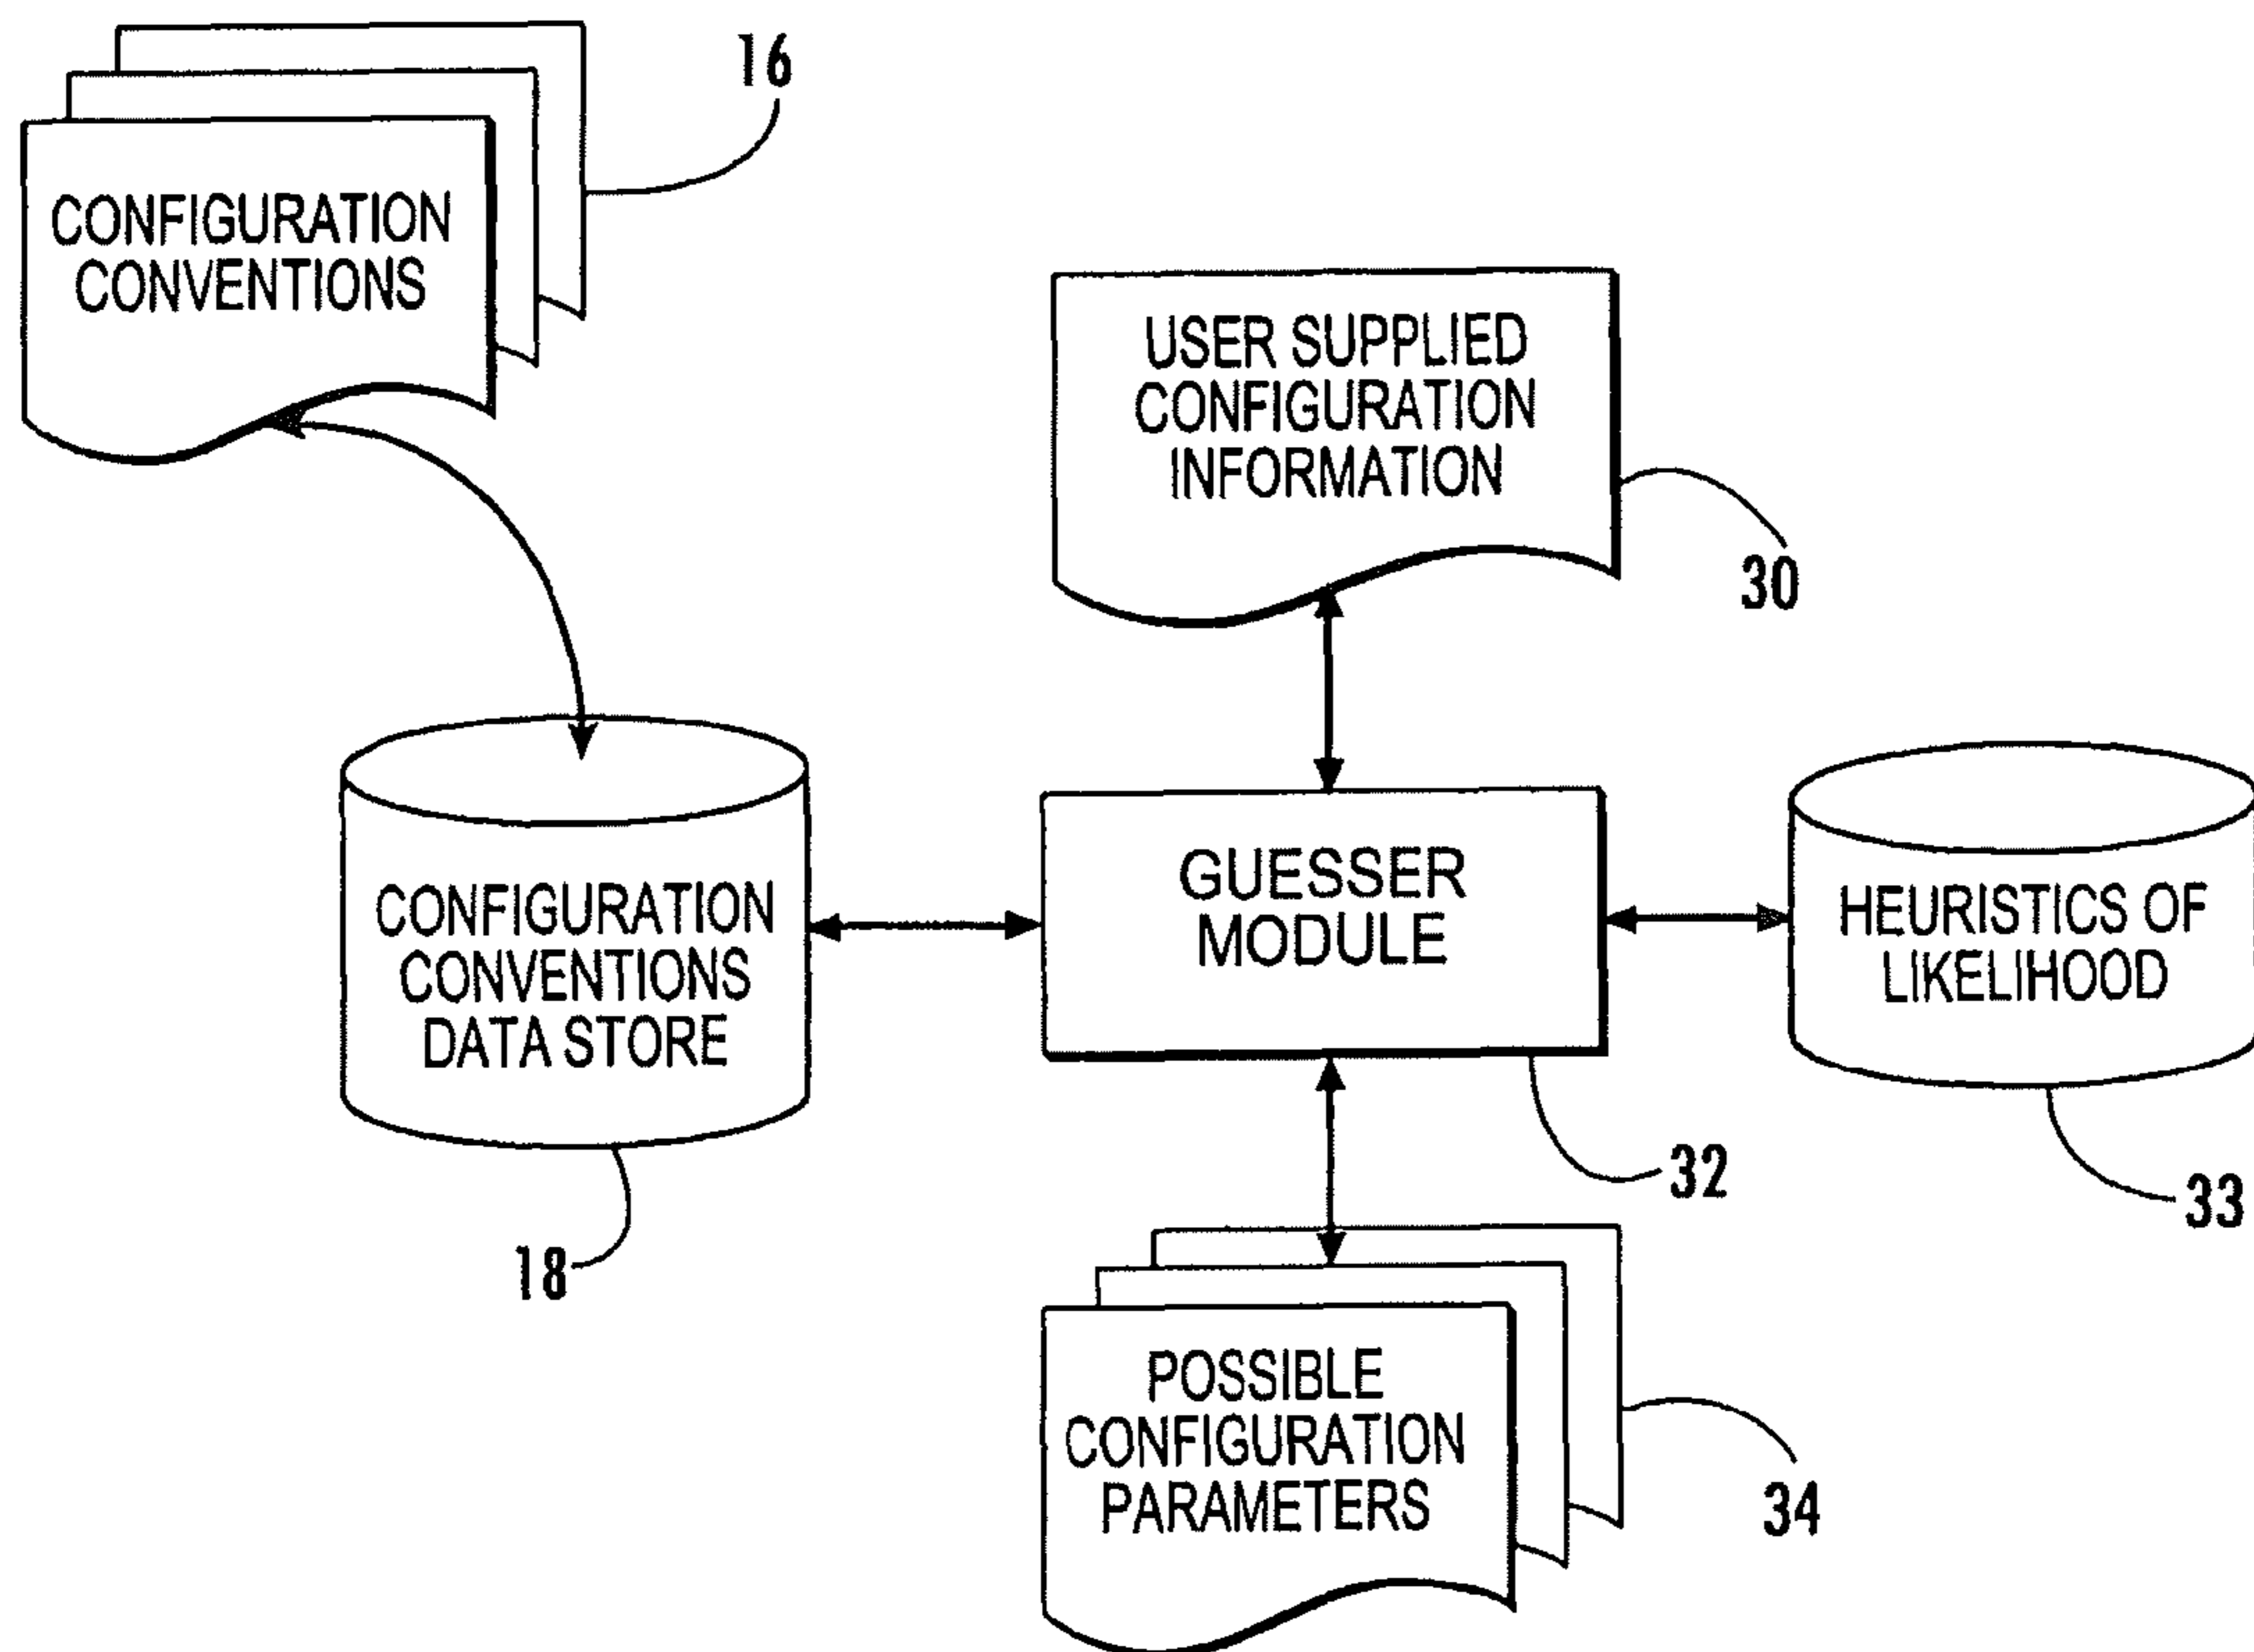 16
CONFIGURATION
CONVENTIONS
USER SUPPLIED
CONFIGURATION
INFORMATION
30
CONFIGURATION
CONVENTIONS
DATA STORE
18
GUESSER
MODULE
32
HEURISTICS OF
LIKELIHOOD
33
POSSIBLE
CONFIGURATION
PARAMETERS
34